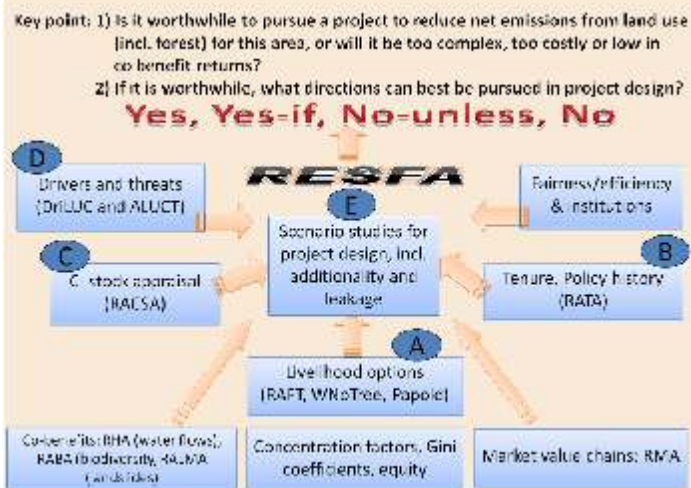 Key point: 1) Is it worthwhile to pursue a project to reduce net emissions from land use
(incl. forest) for this area, or will it be too complex, too costly or low in
co benefit returns?
2) If it is worthwhile, what directions can best be pursued in project design?
Yes, Yes-if, No-unless, No
RESFA
D
Drivers and threats
(DriLUC and ALUCT)
Fairness/efficiency
& institutions
E
Scenario studies for
project design, incl.
additionality and
leakage
C
C stock appraisal
(RACSA)
B
Tenure, Policy history
(RATA)
A
Livelihood options
(RAFT, WNoTree, Papold)
Co-benefits: RHA (water flows),
RABA (biodiversity, RALMA
(landslides)
Concentration factors, Gini
coefficients, equity
Market value chains: RMA